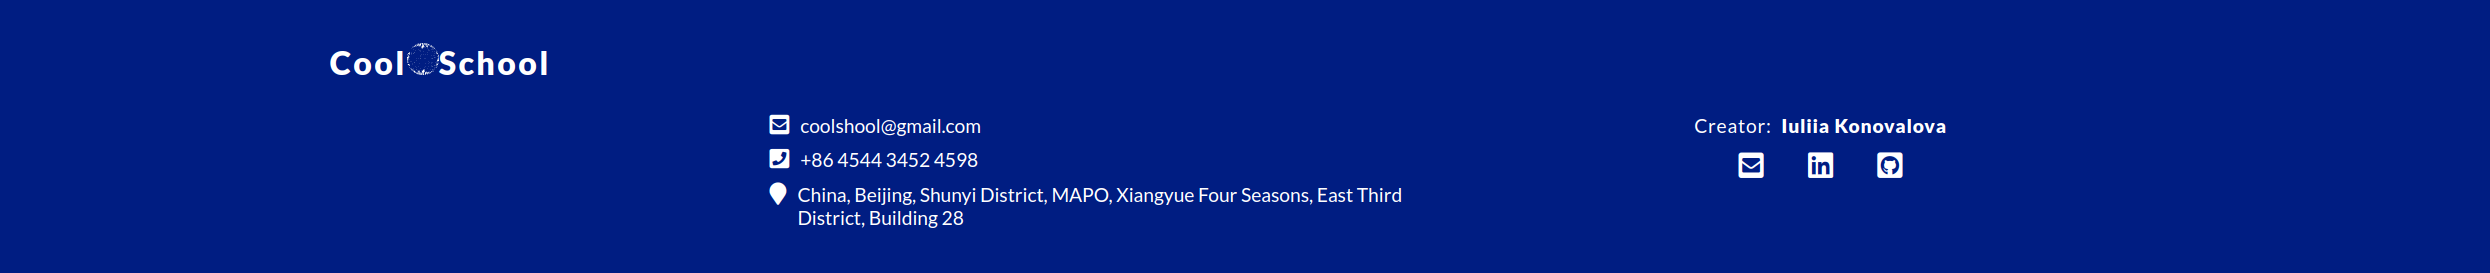 Cool School
coolshool@gmail.com
+86 4544 3452 4598
China, Beijing, Shunyi District, MAPO, Xiangyue Four Seasons, East Third
District, Building 28
Creator: Iuliia Konovalova
in